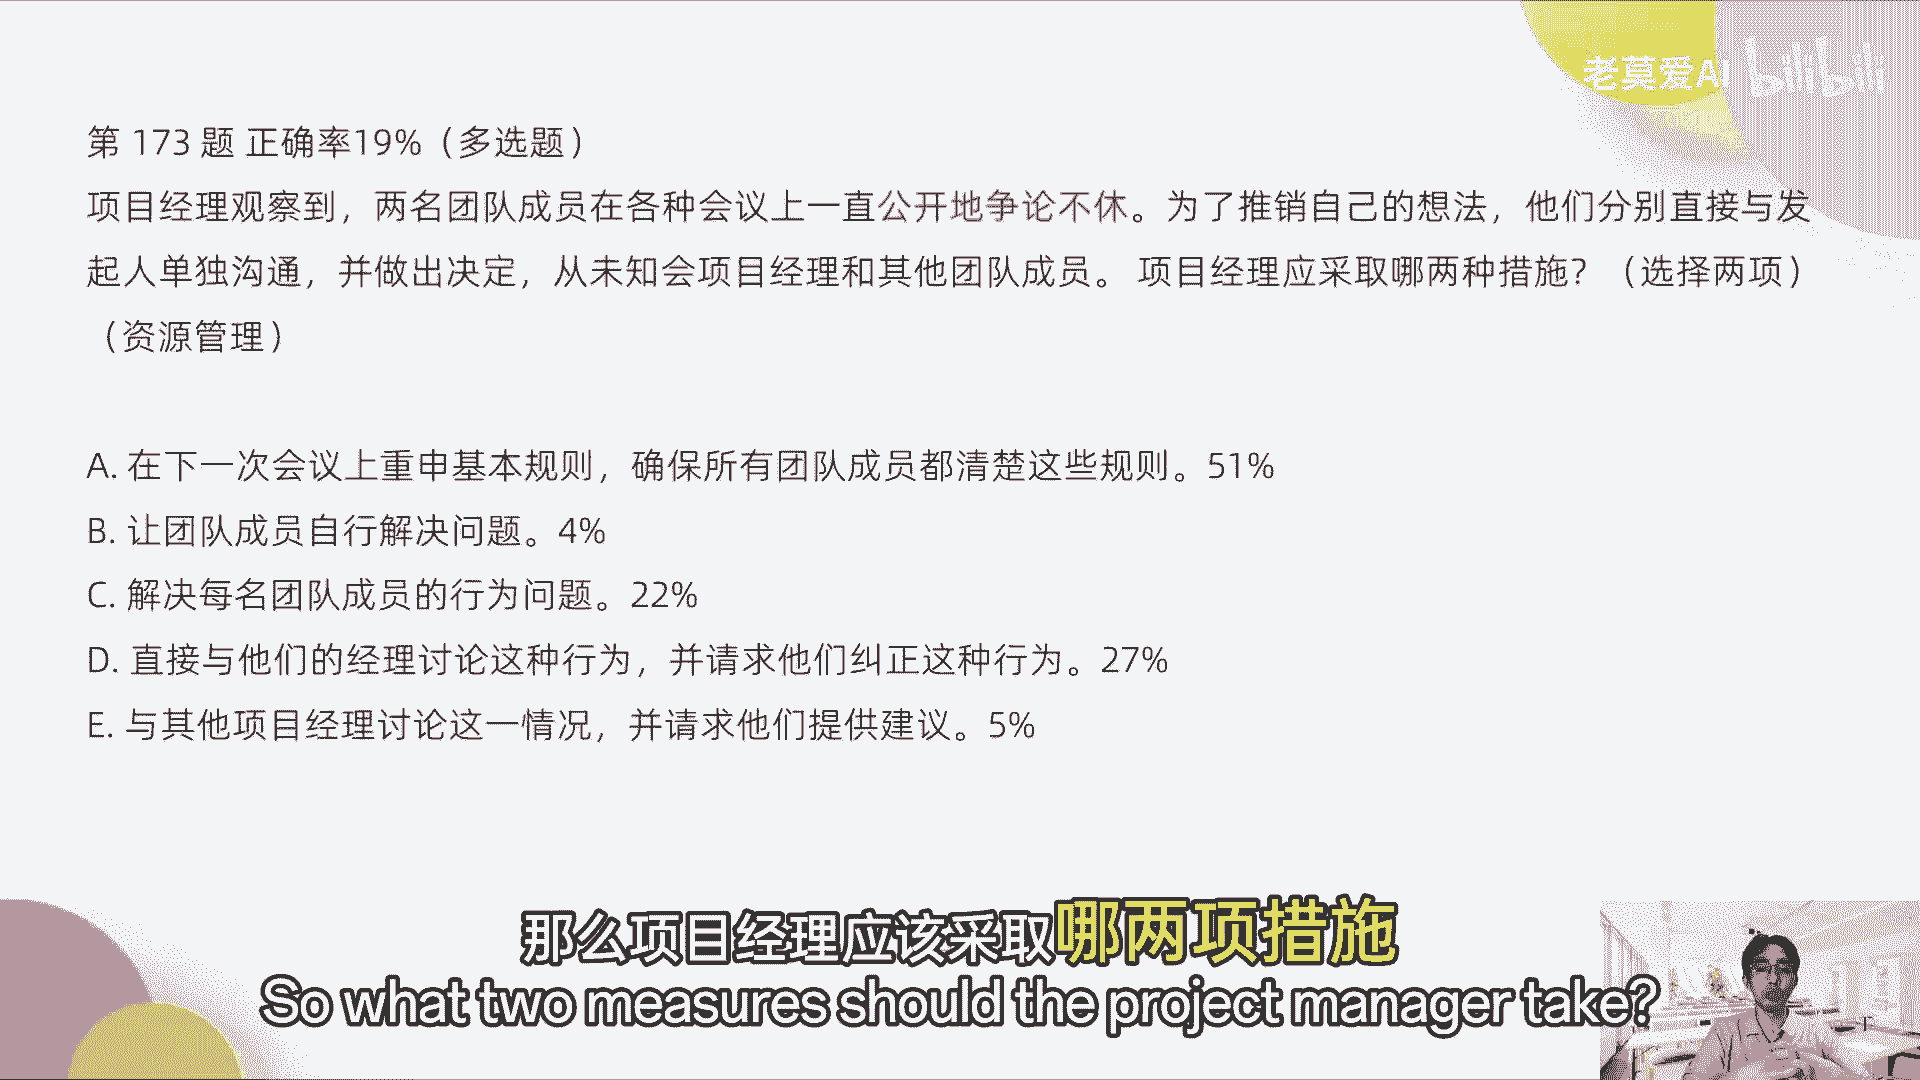 老莫爱AI bilibili
第 173 题 正确率19%（多选题）
项目经理观察到，两名团队成员在各种会议上一直公开地争论不休。为了推销自己的想法，他们分别直接与发
起人单独沟通，并做出决定，从未知会项目经理和其他团队成员。 项目经理应采取哪两种措施？（选择两项）
（资源管理）
A. 在下一次会议上重申基本规则，确保所有团队成员都清楚这些规则。51%
B. 让团队成员自行解决问题。4%
C. 解决每名团队成员的行为问题。22%
D. 直接与他们的经理讨论这种行为，并请求他们纠正这种行为。27%
E. 与其他项目经理讨论这一情况，并请求他们提供建议。5%
那么项目经理应该采取哪两项措施
So what two measures should the project manager take?